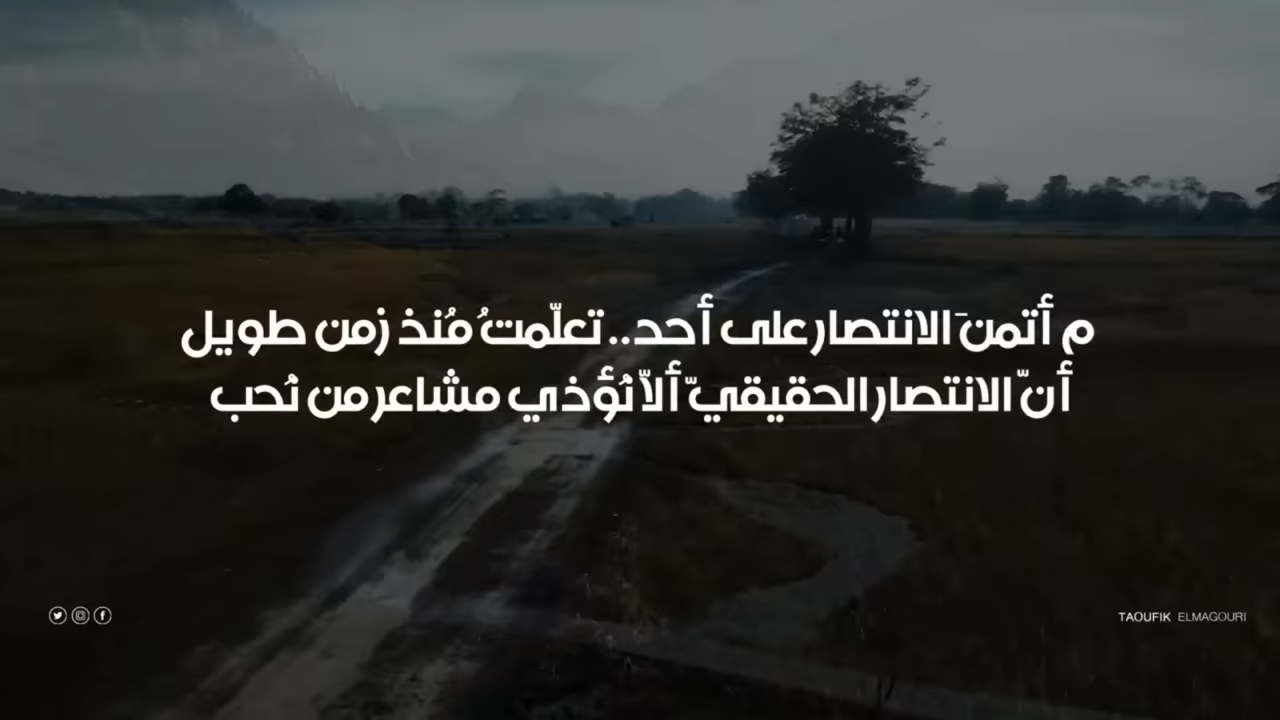 م أتمنَ الانتصار على أحد.. تعلّمتُ مُنذ زمن طويل
أنّ الانتصار الحقيقيّ ألاّ نُؤذي مشاعر من نُحب
TAOUFIK ELMAGOURI